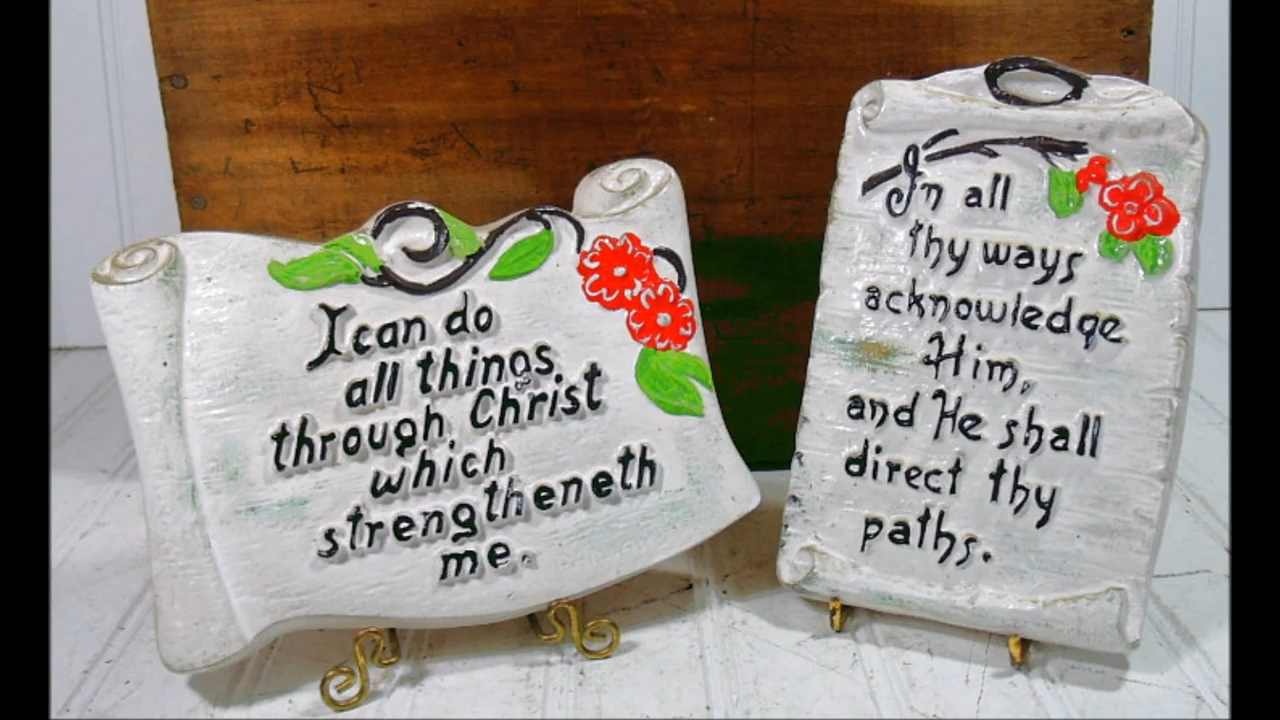 I can do
all things
through Christ
which
strengtheneth
me.
In all
thy ways
acknowledge
Him,
and He shall
direct thy
paths.